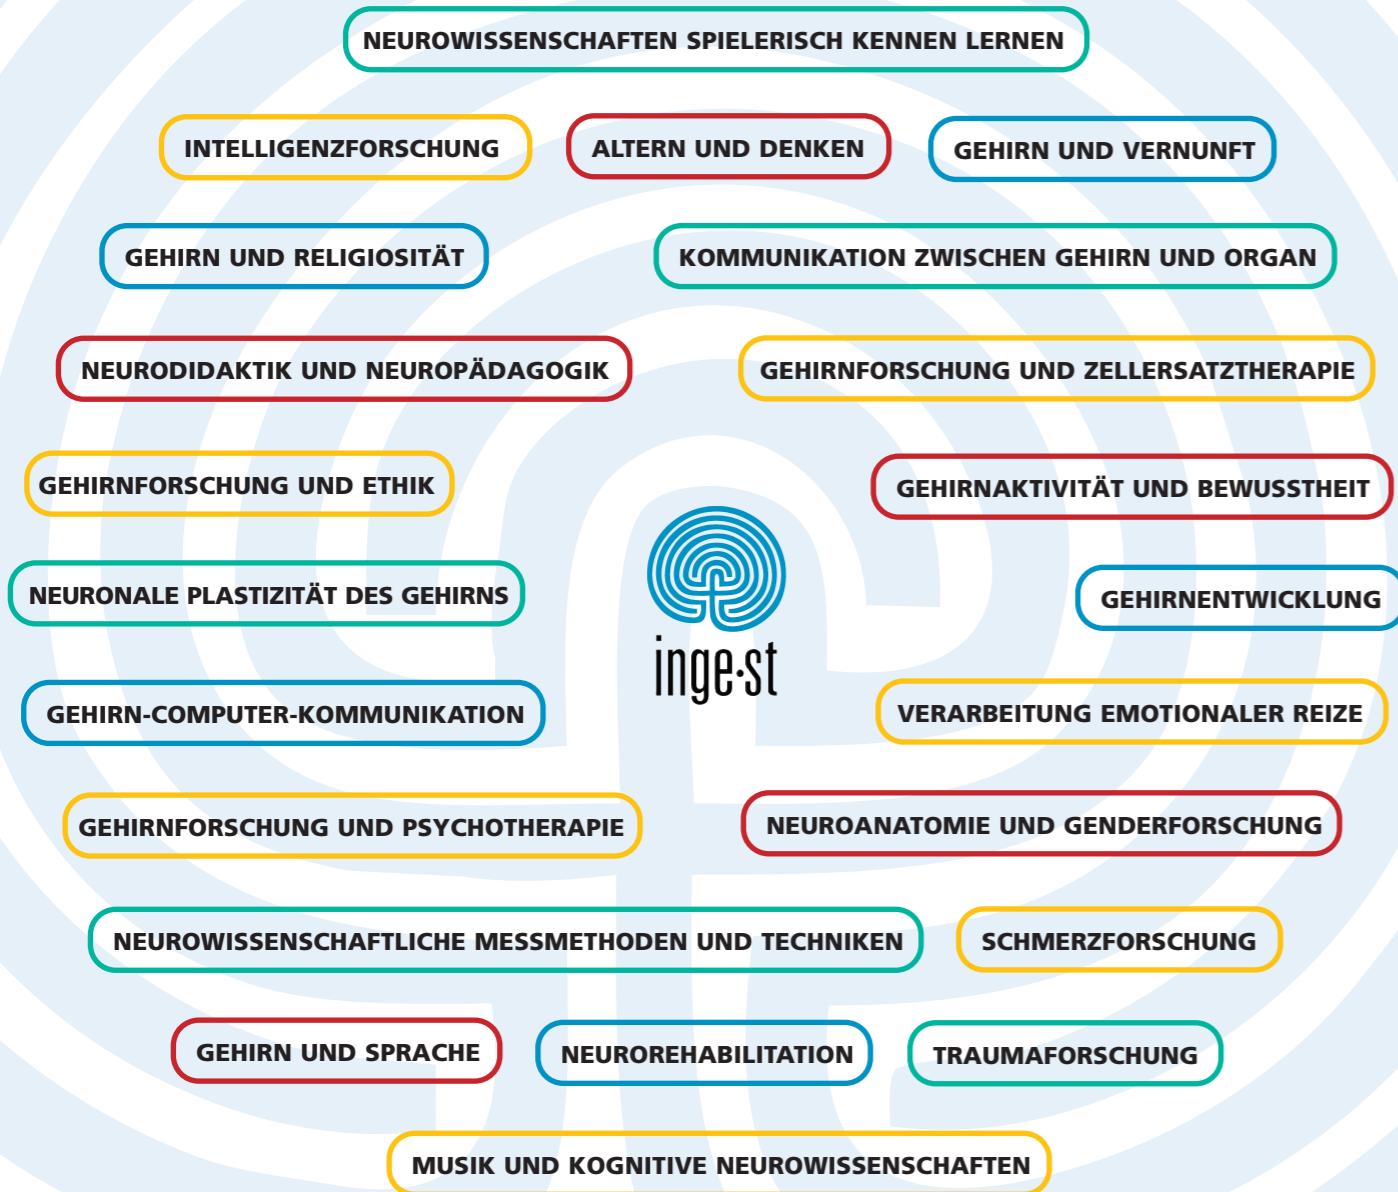 NEUROWISSENSCHAFTEN SPIELERISCH KENNEN LERNEN
INTELLIGENZFORSCHUNG
ALTERN UND DENKEN
GEHIRN UND VERNUNFT
GEHIRN UND RELIGIOSITÄT
KOMMUNIKATION ZWISCHEN GEHIRN UND ORGAN
NEURODIDAKTIK UND NEUROPÄDAGOGIK
GEHIRNFORSCHUNG UND ZELLERSATZTHERAPIE
GEHIRNFORSCHUNG UND ETHIK
GEHIRNAKTIVITÄT UND BEWUSSTHEIT
NEURONALE PLASTIZITÄT DES GEHIRNS
GEHIRNENTWICKLUNG
inge·st
GEHIRN-COMPUTER-KOMMUNIKATION
VERARBEITUNG EMOTIONALER REIZE
GEHIRNFORSCHUNG UND PSYCHOTHERAPIE
NEUROANATOMIE UND GENDERFORSCHUNG
NEUROWISSENSCHAFTLICHE MESSMETHODEN UND TECHNIKEN
SCHMERZFORSCHUNG
GEHIRN UND SPRACHE
NEUROREHABILITATION
TRAUMAFORSCHUNG
MUSIK UND KOGNITIVE NEUROWISSENSCHAFTEN